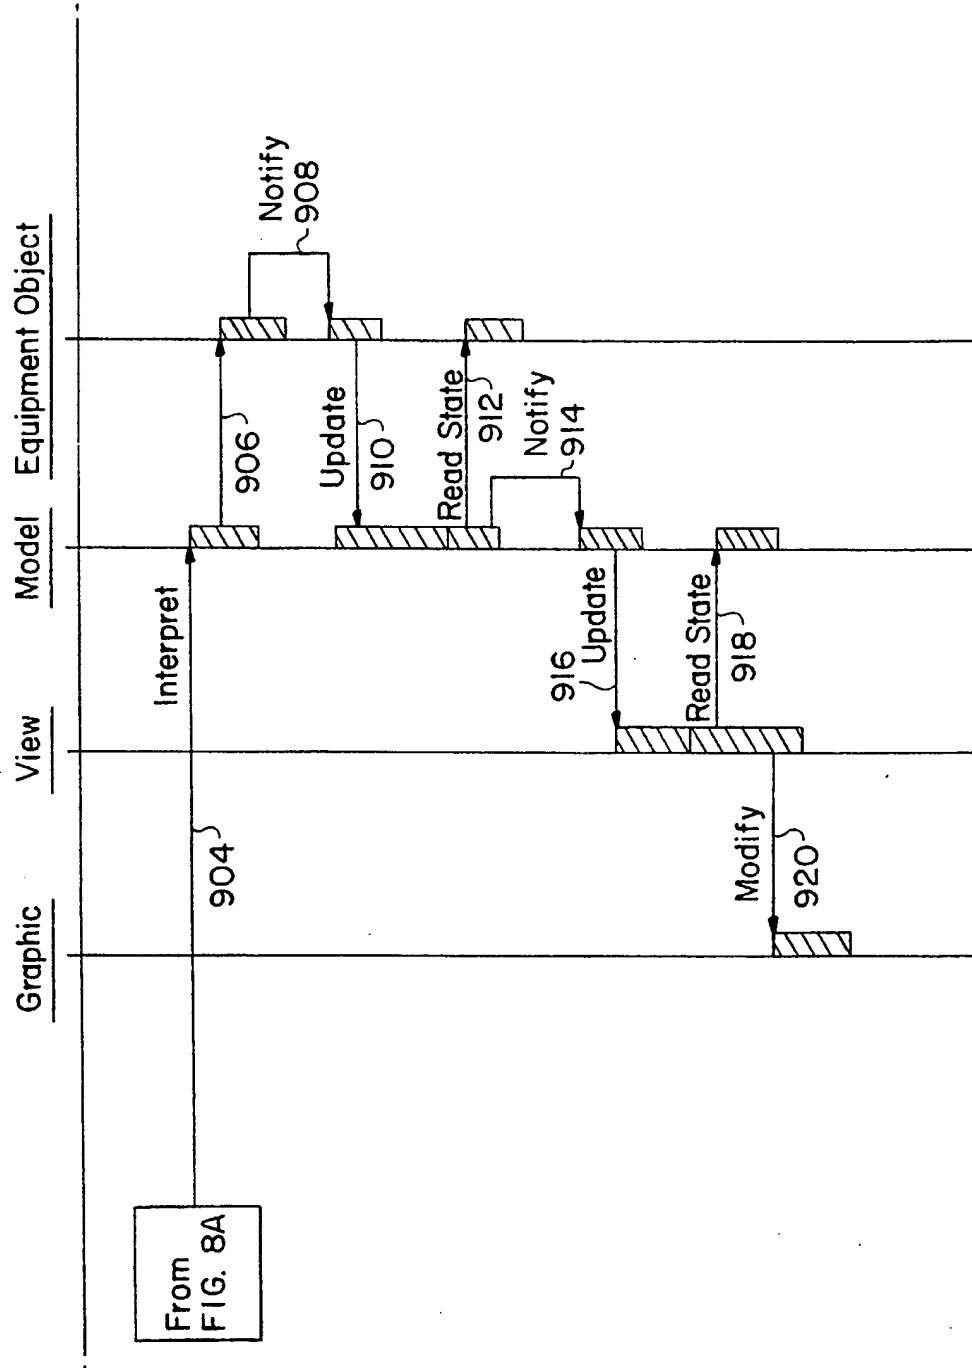 Graphic
View
Model
Equipment Object
From
FIG. 8A
904
Interpret
906
Notify
908
Update
910
Read State
912
Notify
914
916
Update
Read State
918
Modify
920